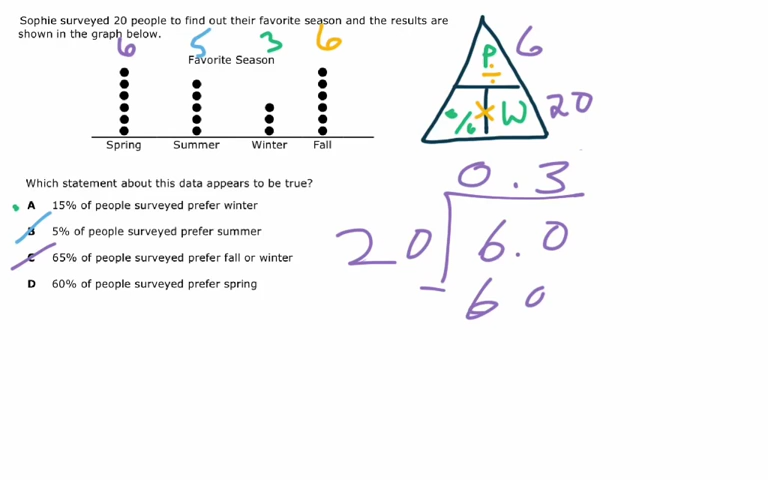 Sophie surveyed 20 people to find out their favorite season and the results are
shown in the graph below.
6 5 3 6
Favorite Season
Spring Summer Winter Fall
P 6
÷
% × W 20
Which statement about this data appears to be true?
A 15% of people surveyed prefer winter
B 5% of people surveyed prefer summer
C 65% of people surveyed prefer fall or winter
D 60% of people surveyed prefer spring
0.3
20 6.0
- 6 0